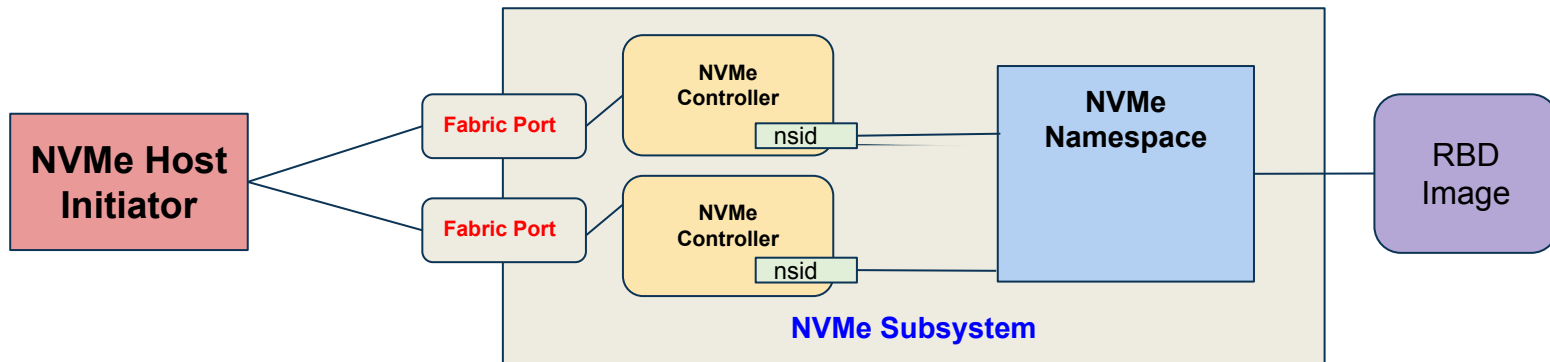 NVMe Host
Initiator
Fabric Port
Fabric Port
NVMe
Controller
nsid
NVMe
Controller
nsid
NVMe
Namespace
NVMe Subsystem
RBD
Image